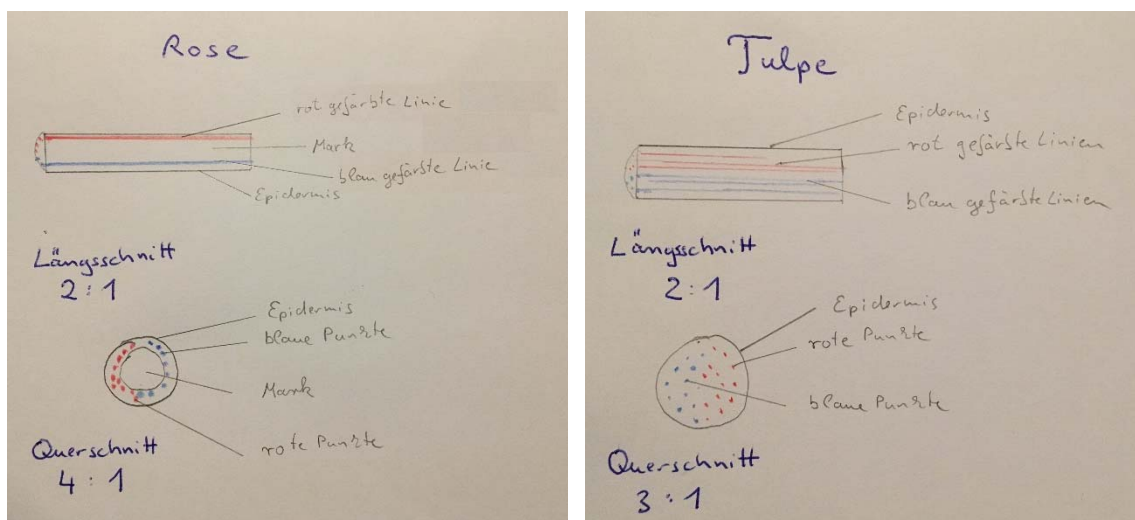 Rose
rot gefärbte Linie
Mark
blau gefärbte Linie
Epidermis
Längsschnitt
2 : 1
Epidermis
blaue Punkte
Mark
rote Punkte
Querschnitt
4 : 1
Tulpe
Epidermis
rot gefärbte Linien
blau gefärbte Linien
Längsschnitt
2 : 1
Epidermis
rote Punkte
blaue Punkte
Querschnitt
3 : 1